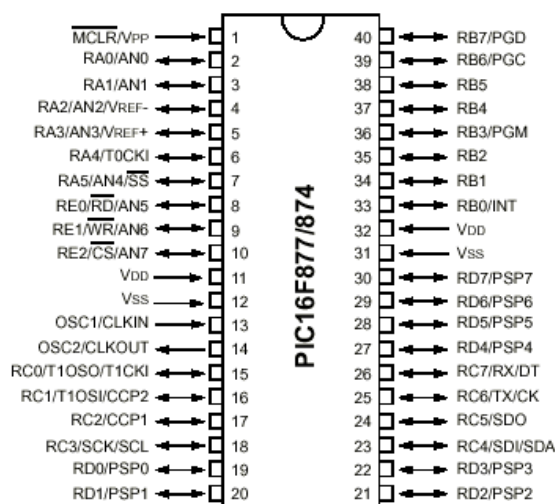 MCLR/VPP 1 40 RB7/PGD
RA0/AN0 2 39 RB6/PGC
RA1/AN1 3 38 RB5
RA2/AN2/VREF- 4 37 RB4
RA3/AN3/VREF+ 5 36 RB3/PGM
RA4/T0CKI 6 35 RB2
RA5/AN4/SS 7 34 RB1
RE0/RD/AN5 8 33 RB0/INT
RE1/WR/AN6 9 32 VDD
RE2/CS/AN7 10 31 VSS
VDD 11 30 RD7/PSP7
VSS 12 29 RD6/PSP6
OSC1/CLKIN 13 28 RD5/PSP5
OSC2/CLKOUT 14 27 RD4/PSP4
RC0/T1OSO/T1CKI 15 26 RC7/RX/DT
RC1/T1OSI/CCP2 16 25 RC6/TX/CK
RC2/CCP1 17 24 RC5/SDO
RC3/SCK/SCL 18 23 RC4/SDI/SDA
RD0/PSP0 19 22 RD3/PSP3
RD1/PSP1 20 21 RD2/PSP2
PIC16F877/874